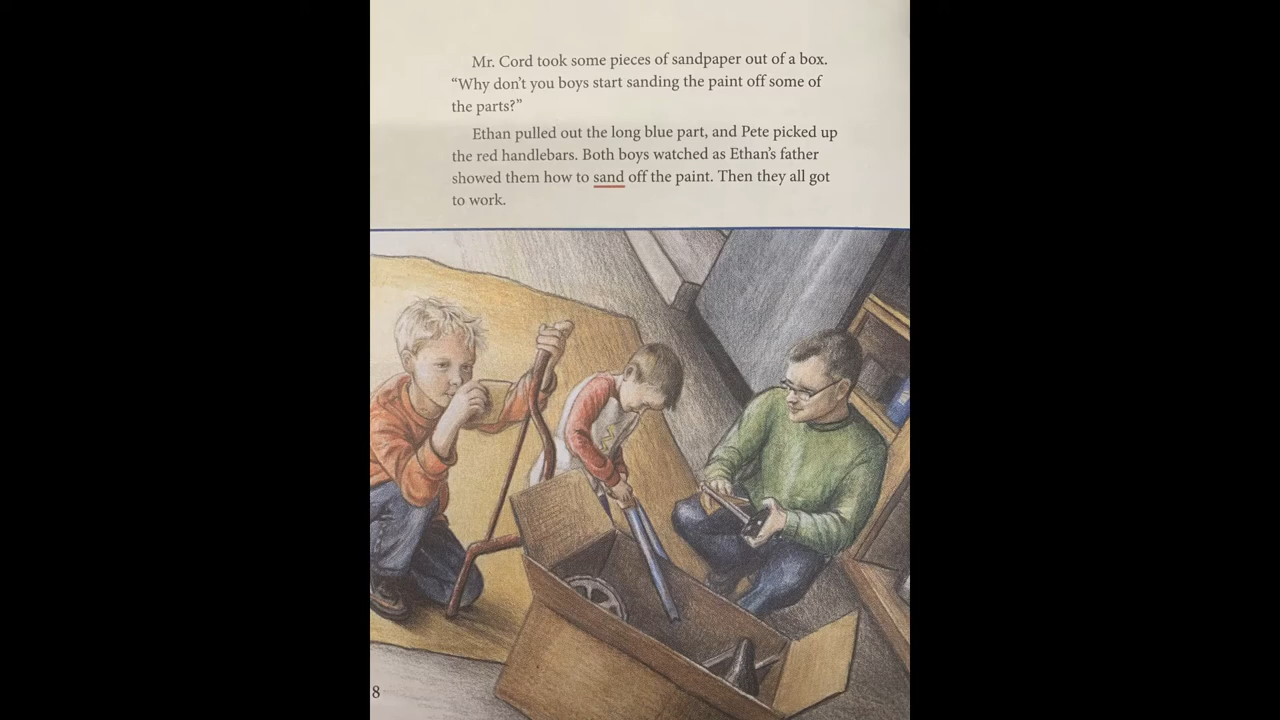 Mr. Cord took some pieces of sandpaper out of a box.
“Why don’t you boys start sanding the paint off some of
the parts?”
Ethan pulled out the long blue part, and Pete picked up
the red handlebars. Both boys watched as Ethan’s father
showed them how to sand off the paint. Then they all got
to work.
8